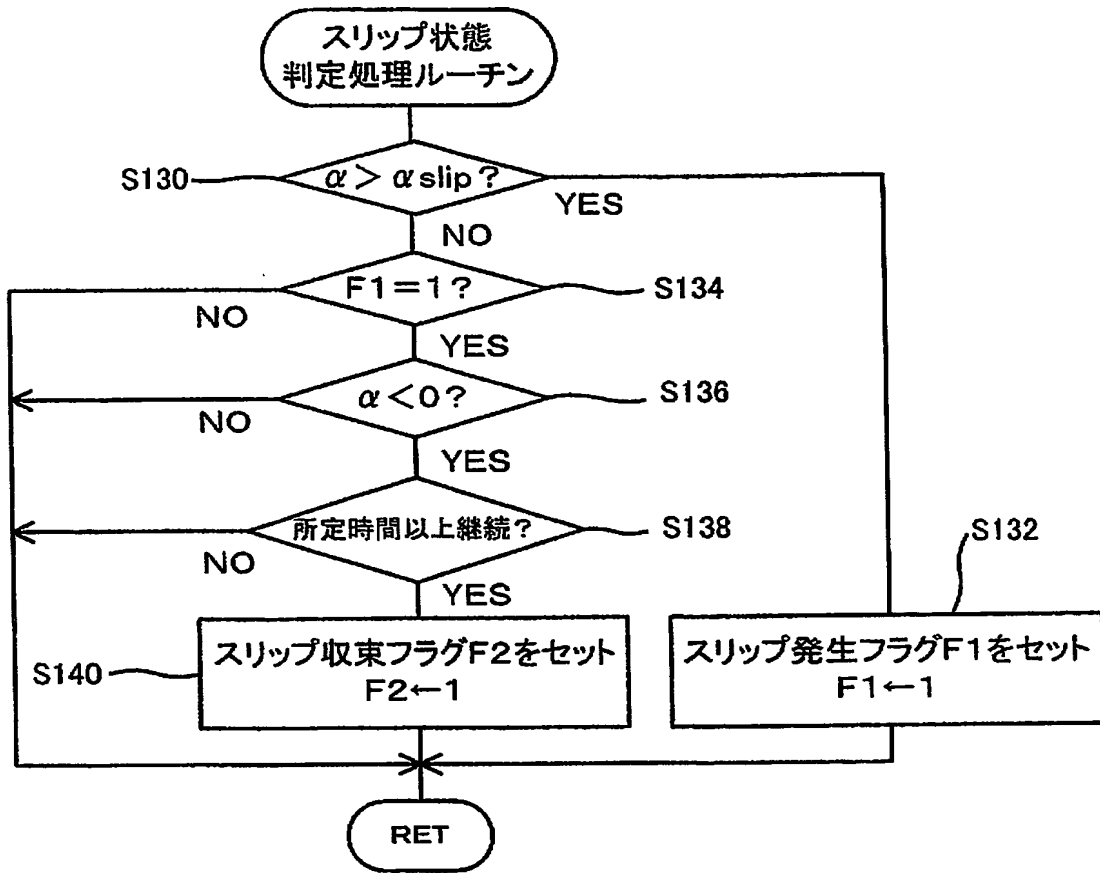 スリップ状態
判定処理ルーチン
S130
α>αslip?
YES
NO
F1=1?
S134
NO
YES
α<0?
S136
NO
YES
所定時間以上継続?
S138
NO
YES
S132
スリップ収束フラグF2をセット
F2←1
S140
スリップ発生フラグF1をセット
F1←1
RET